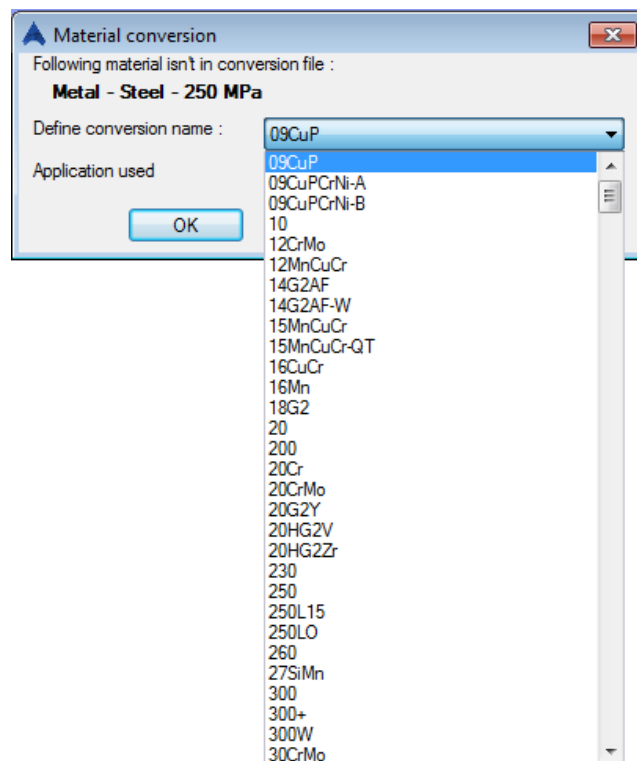 Material conversion
Following material isn't in conversion file :
Metal - Steel - 250 MPa
Define conversion name :
09CuP
Application used
OK
09CuP
09CuPCrNi-A
09CuPCrNi-B
10
12CrMo
12MnCuCr
14G2AF
14G2AF-W
15MnCuCr
15MnCuCr-QT
16CuCr
16Mn
18G2
20
200
20Cr
20CrMo
20G2Y
20HG2V
20HG2Zr
230
250
250L15
250LO
260
27SiMn
300
300+
300W
30CrMo